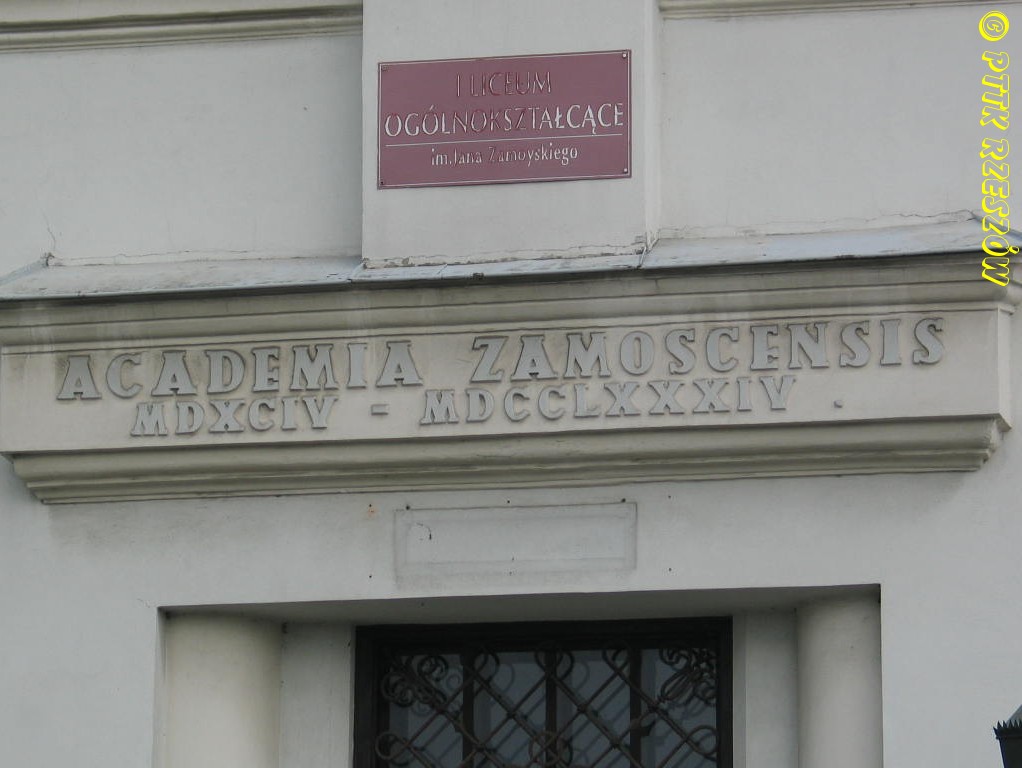 I LICEUM
OGÓLNOKSZTAŁCĄCE
im.Jana Zamoyskiego
ACADEMIA ZAMOSCENSIS
MDXCIV - MDCCLXXXIV
© PTTK RZESZÓW